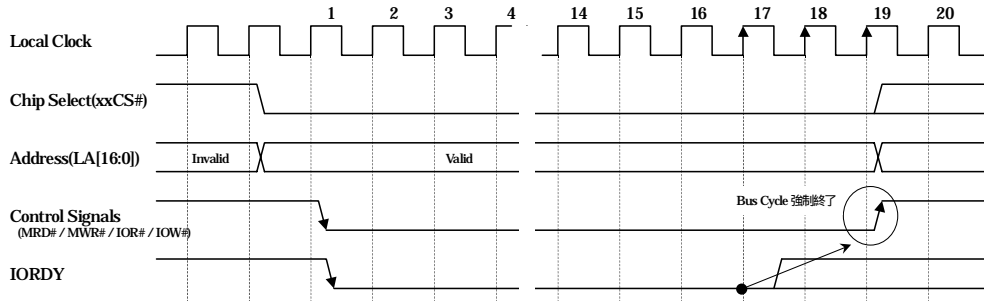 1 2 3 4 14 15 16 17 18 19 20
Local Clock
Chip Select(xxCS#)
Address(LA[16:0]) Invalid Valid
Bus Cycle 強制終了
Control Signals
(MRD# / MWR# / IOR# / IOW#)
IORDY